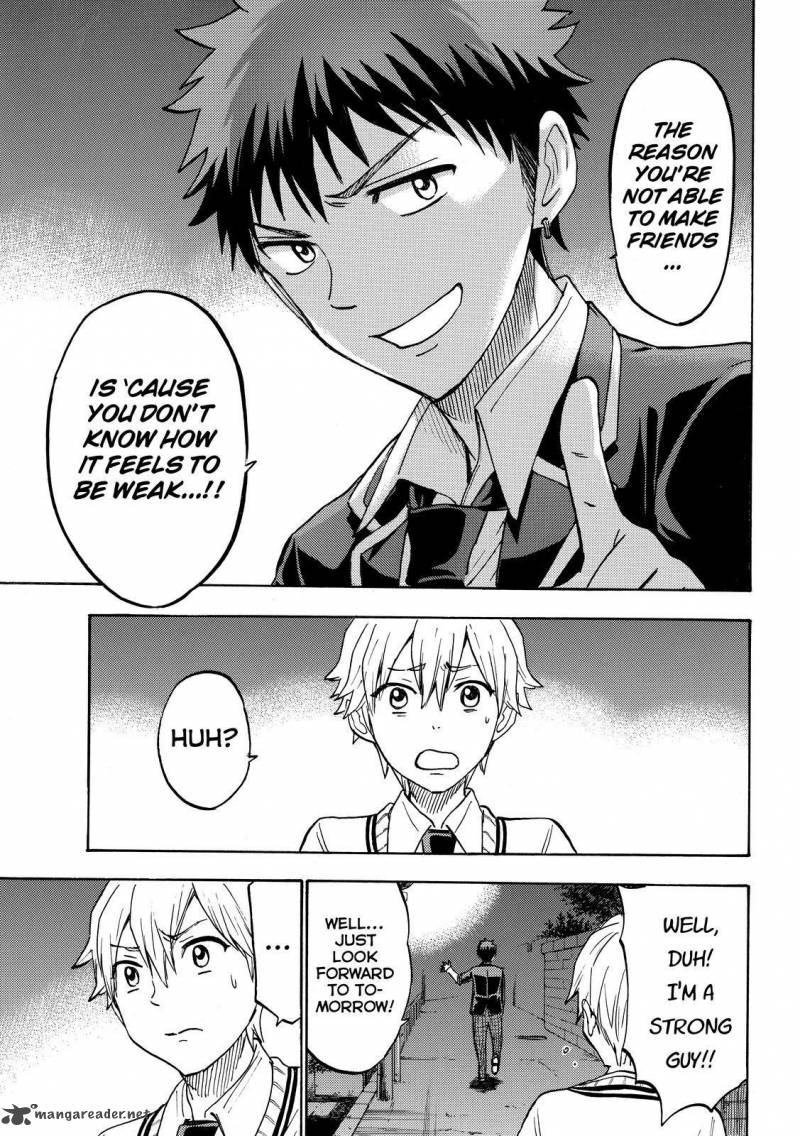 THE
REASON
YOU'RE
NOT ABLE
TO MAKE
FRIENDS
...
IS 'CAUSE
YOU DON'T
KNOW HOW
IT FEELS TO
BE WEAK...!!
HUH?
WELL,
DUH!
I'M A
STRONG
GUY!!
WELL...
JUST
LOOK
FORWARD
TO TO-
MORROW!
...
mangareader.net